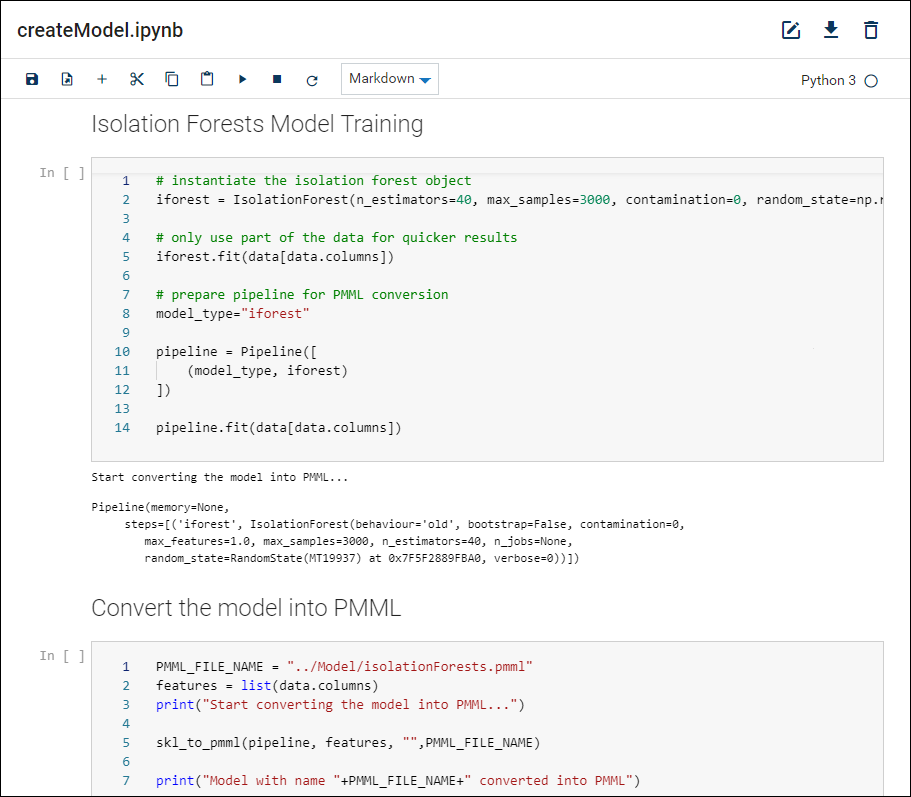 createModel.ipynb
Markdown
Python 3
Isolation Forests Model Training
In [ ]
1 # instantiate the isolation forest object
2 iforest = IsolationForest(n_estimators=40, max_samples=3000, contamination=0, random_state=np.r
3
4 # only use part of the data for quicker results
5 iforest.fit(data[data.columns])
6
7 # prepare pipeline for PMML conversion
8 model_type="iforest"
9
10 pipeline = Pipeline([
11     (model_type, iforest)
12 ])
13
14 pipeline.fit(data[data.columns])
Start converting the model into PMML...
Pipeline(memory=None,
     steps=[('iforest', IsolationForest(behaviour='old', bootstrap=False, contamination=0,
        max_features=1.0, max_samples=3000, n_estimators=40, n_jobs=None,
        random_state=RandomState(MT19937) at 0x7F5F2889FBA0, verbose=0))])
Convert the model into PMML
In [ ]
1 PMML_FILE_NAME = "../Model/isolationForests.pmml"
2 features = list(data.columns)
3 print("Start converting the model into PMML...")
4
5 skl_to_pmml(pipeline, features, "",PMML_FILE_NAME)
6
7 print("Model with name "+PMML_FILE_NAME+" converted into PMML")